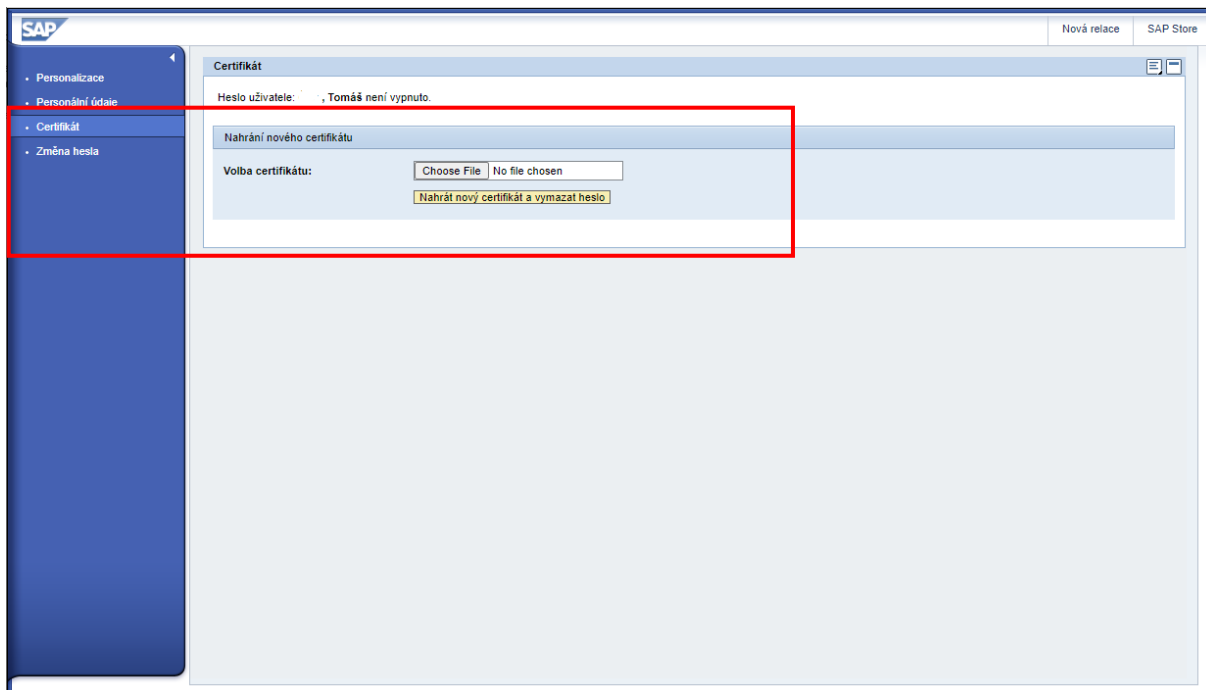 SAP
Nová relace
SAP Store
Personalizace
Personální údaje
Certifikát
Změna hesla
Certifikát
Heslo uživatele: , Tomáš není vypnuto.
Nahrání nového certifikátu
Volba certifikátu:
Choose File No file chosen
Nahrát nový certifikát a vymazat heslo